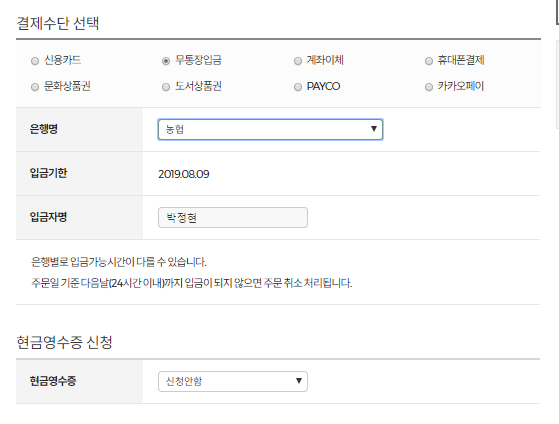 결제수단 선택
신용카드 무통장입금 계좌이체 휴대폰결제
문화상품권 도서상품권 PAYCO 카카오페이
은행명 농협
입금기한 2019.08.09
입금자명 박정현
은행별로 입금가능시간이 다를 수 있습니다.
주문일 기준 다음날(24시간 이내)까지 입금이 되지 않으면 주문 취소 처리됩니다.
현금영수증 신청
현금영수증 신청안함